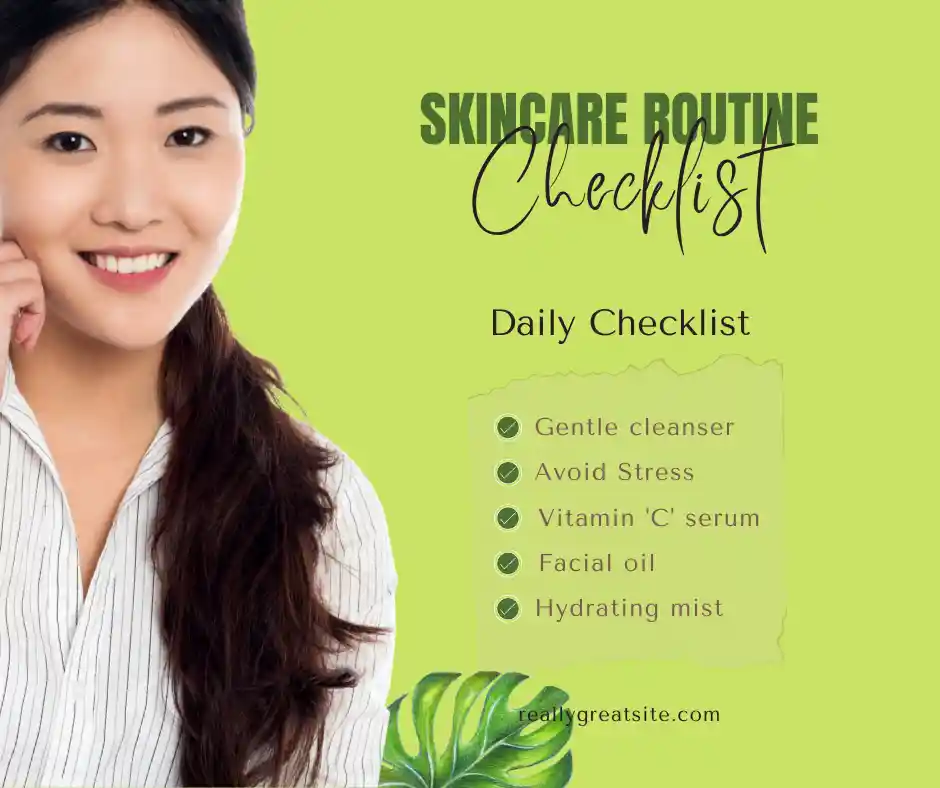 SKINCARE ROUTINE
Checklist
Daily Checklist
Gentle cleanser
Avoid Stress
Vitamin 'C' serum
Facial oil
Hydrating mist
reallygreatsite.com